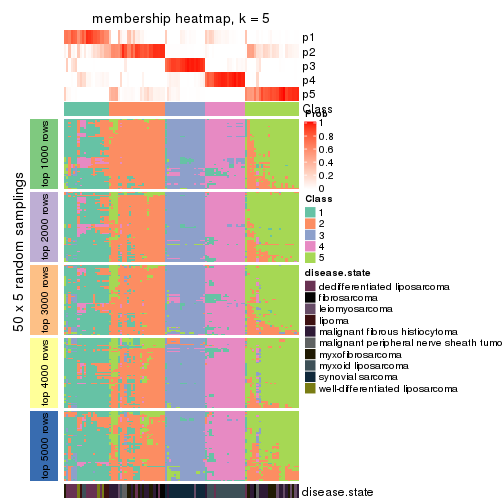 membership heatmap, k = 5
p1
p2
p3
p4
p5
Class
Prob
1
0.8
0.6
0.4
0.2
0
Class
1
2
3
4
5
disease.state
dedifferentiated liposarcoma
fibrosarcoma
leiomyosarcoma
lipoma
malignant fibrous histiocytoma
malignant peripheral nerve sheath tumo
myxofibrosarcoma
myxoid liposarcoma
synovial sarcoma
well-differentiated liposarcoma
50 x 5 random samplings
top 1000 rows
top 2000 rows
top 3000 rows
top 4000 rows
top 5000 rows
disease.state